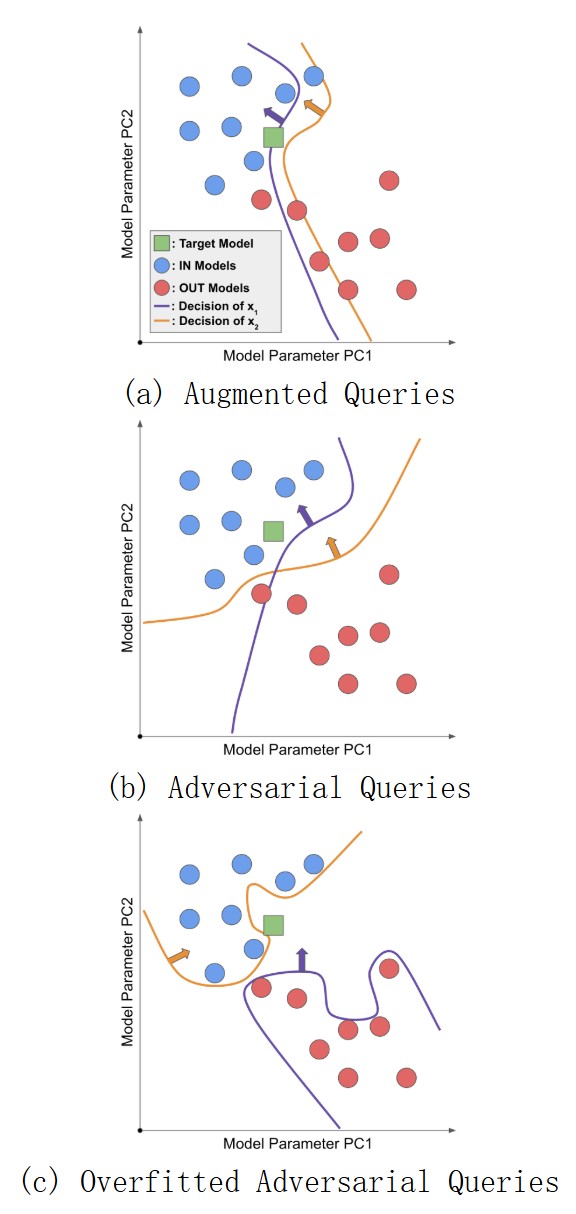 Model Parameter PC2
: Target Model
: IN Models
: OUT Models
: Decision of x1
: Decision of x2
Model Parameter PC1
(a) Augmented Queries
Model Parameter PC2
Model Parameter PC1
(b) Adversarial Queries
Model Parameter PC2
Model Parameter PC1
(c) Overfitted Adversarial Queries